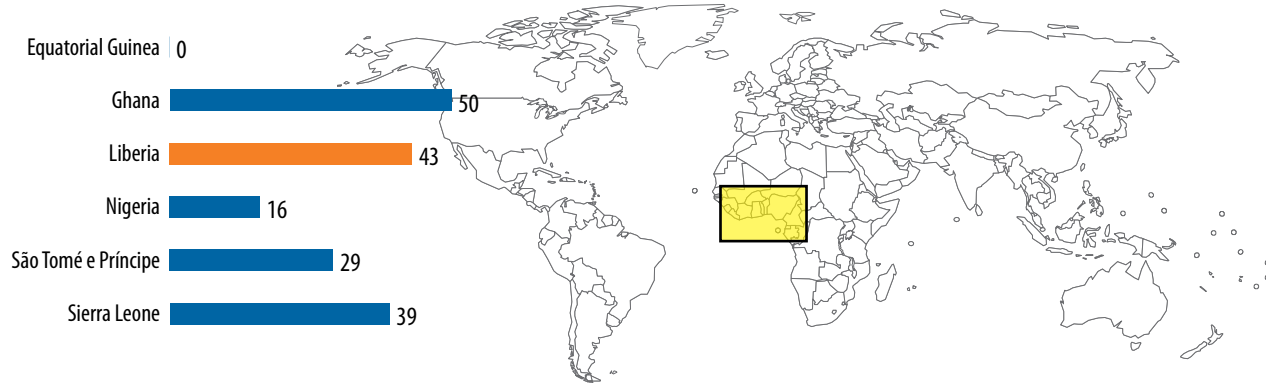 Equatorial Guinea 0
Ghana 50
Liberia 43
Nigeria 16
São Tomé e Príncipe 29
Sierra Leone 39